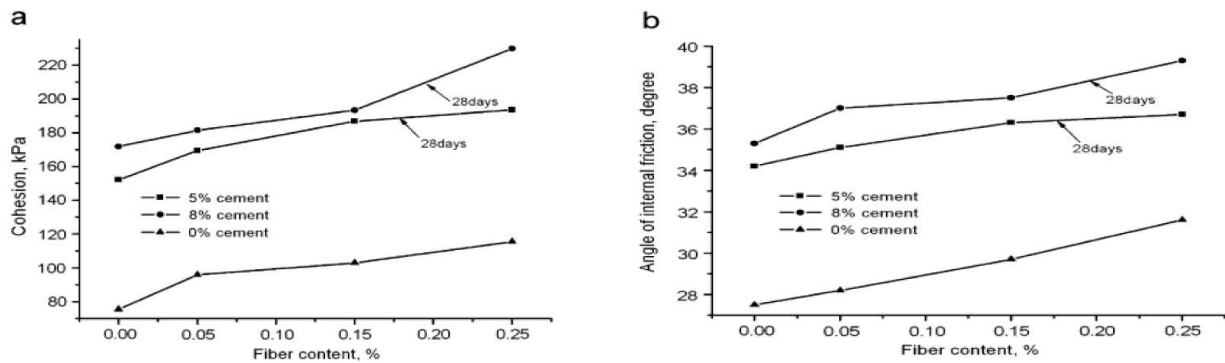 a
220
200
180
160
140
120
100
80
Cohesion, kPa
28days
28days
5% cement
8% cement
0% cement
0.00 0.05 0.10 0.15 0.20 0.25
Fiber content, %
b
40
38
36
34
32
30
28
Angle of internal friction, degree
28days
28days
5% cement
8% cement
0% cement
0.00 0.05 0.10 0.15 0.20 0.25
Fiber content, %